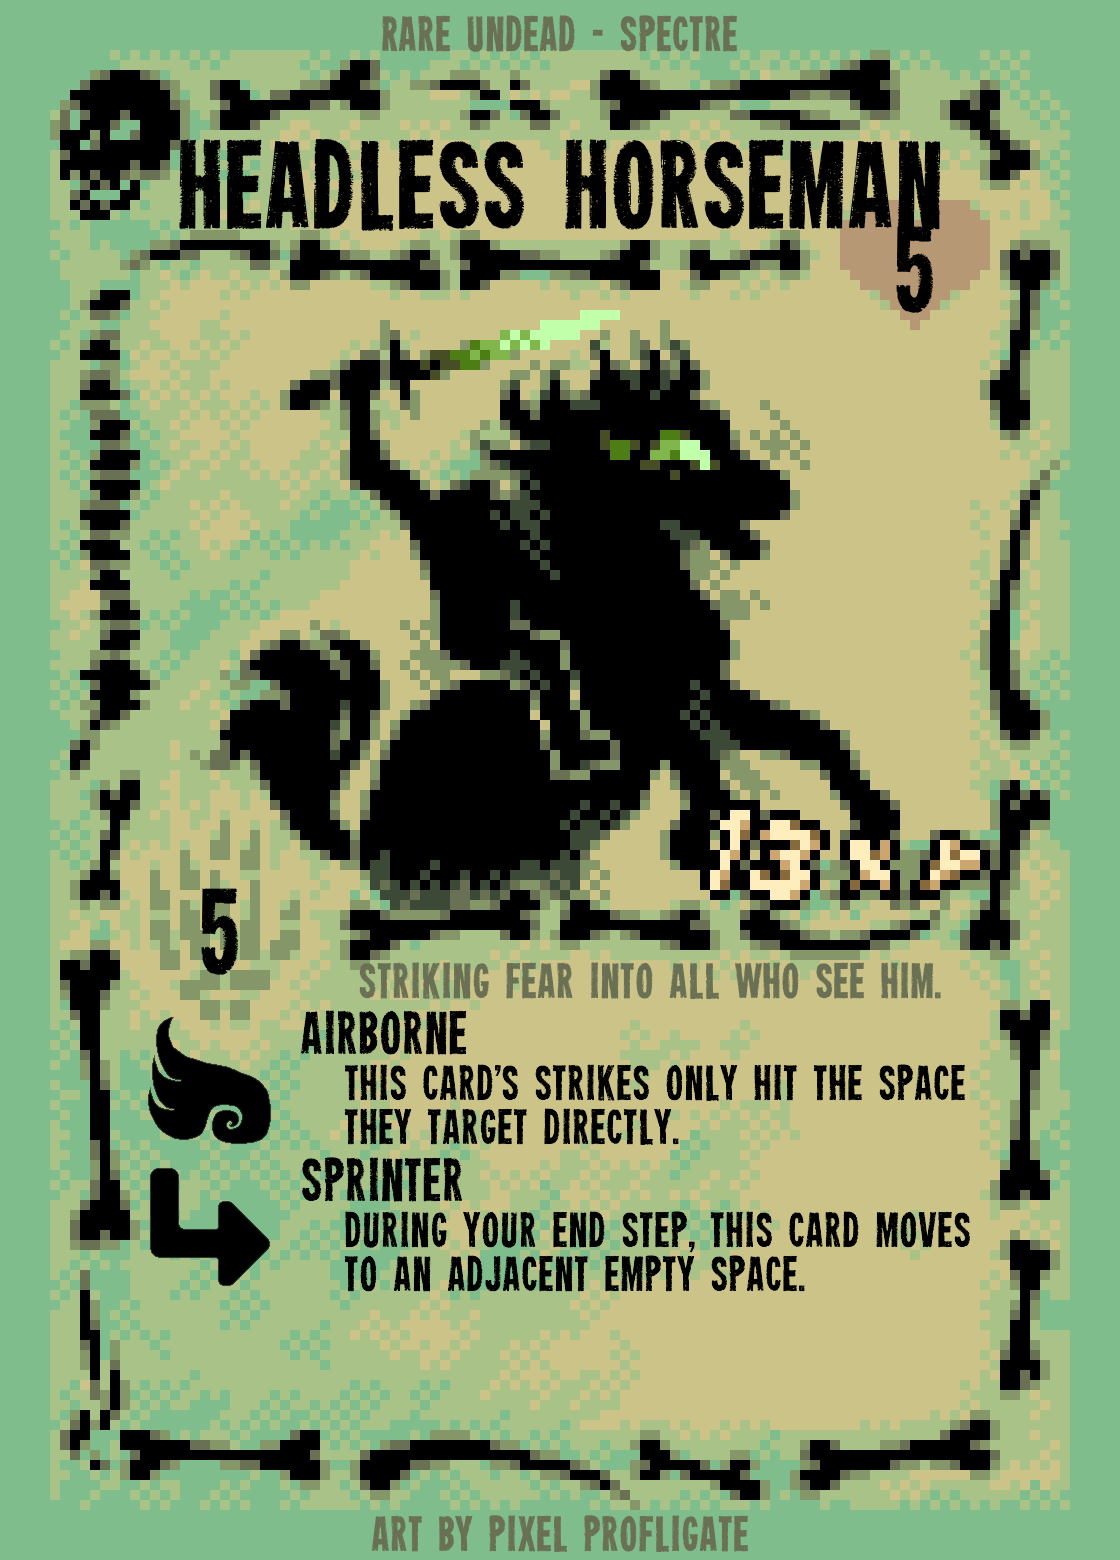 RARE UNDEAD - SPECTRE
HEADLESS HORSEMAN
5
13 XP
5
STRIKING FEAR INTO ALL WHO SEE HIM.
AIRBORNE
THIS CARD'S STRIKES ONLY HIT THE SPACE
THEY TARGET DIRECTLY.
SPRINTER
DURING YOUR END STEP, THIS CARD MOVES
TO AN ADJACENT EMPTY SPACE.
ART BY PIXEL PROFLIGATE